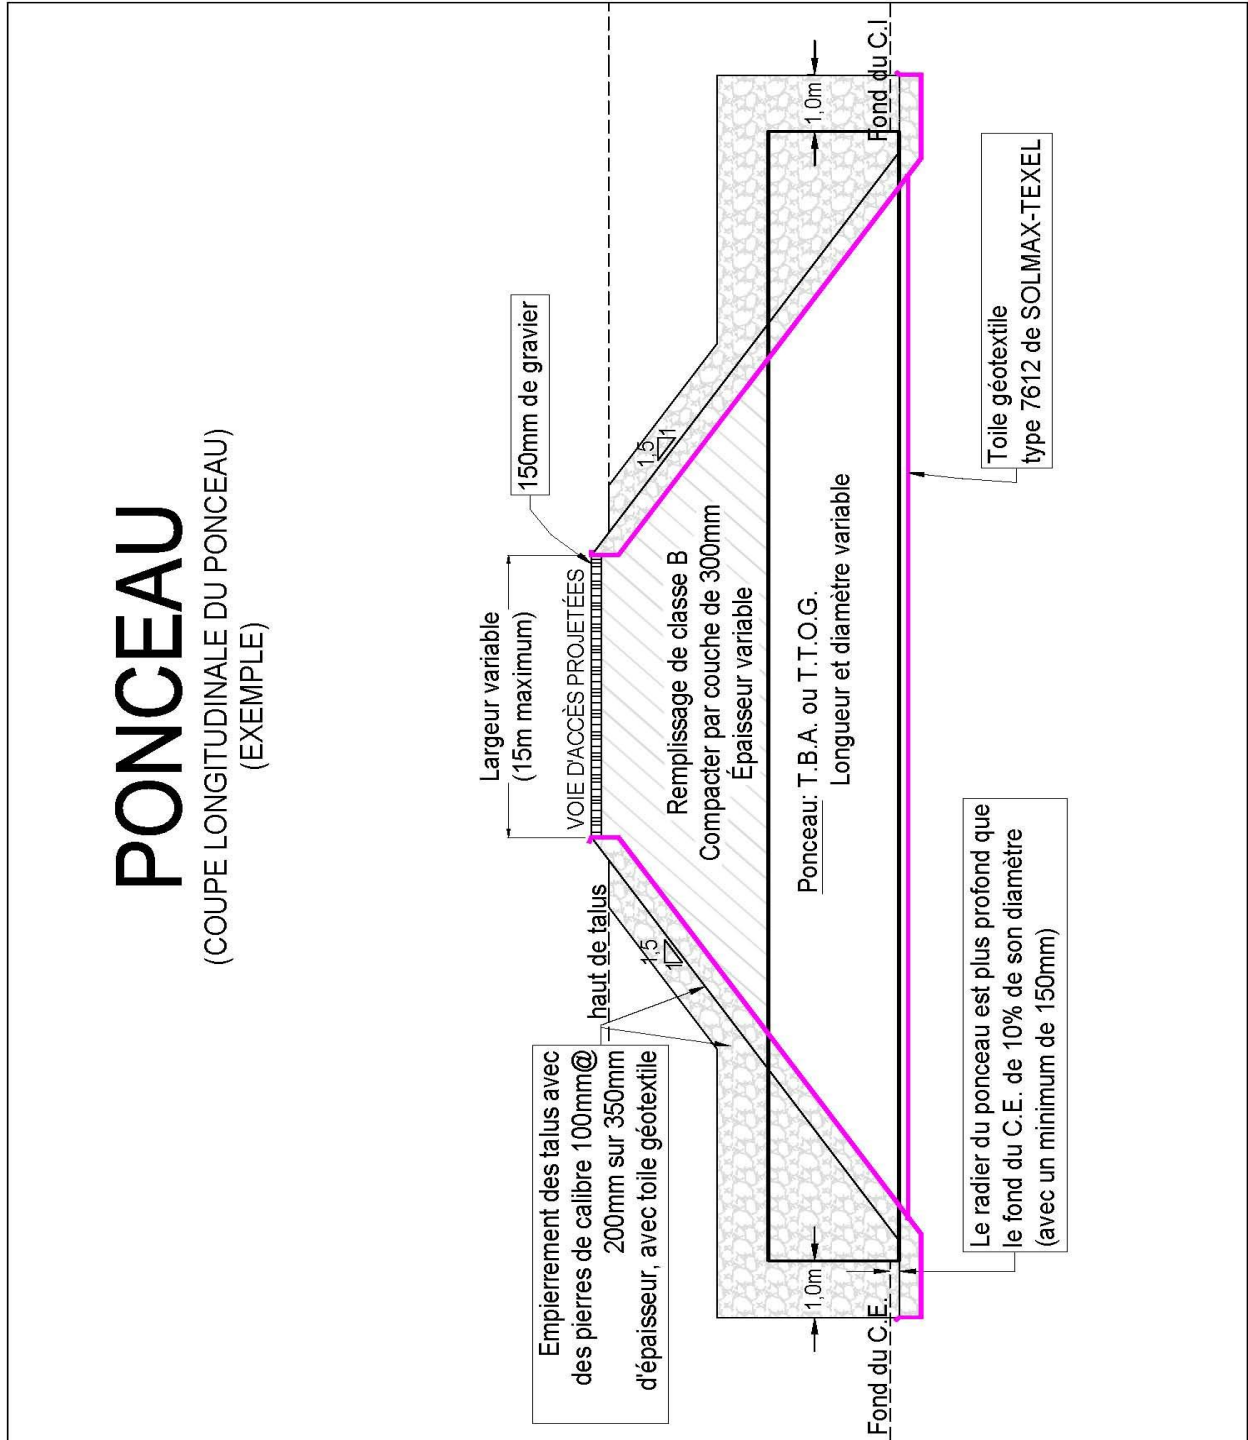 PONCEAU
(COUPE LONGITUDINALE DU PONCEAU)
(EXEMPLE)
Largeur variable
(15m maximum)
150mm de gravier
VOIE D'ACCÈS PROJETÉES
haut de talus
Empierrement des talus avec
des pierres de calibre 100mm@
200mm sur 350mm
d'épaisseur, avec toile géotextile
1,5
1
1,5
1
Remplissage de classe B
Compacter par couche de 300mm
Épaisseur variable
Ponceau: T.B.A. ou T.T.O.G.
Longueur et diamètre variable
1,0m
1,0m
Fond du C.E.
Fond du C.I
Le radier du ponceau est plus profond que
le fond du C.E. de 10% de son diamètre
(avec un minimum de 150mm)
Toile géotextile
type 7612 de SOLMAX-TEXEL